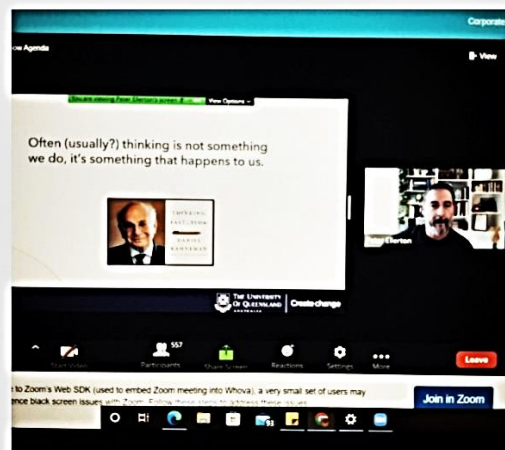 Corporate
ow Agenda
View
You are viewing Peter Ellerton's screen
View Options
Often (usually?) thinking is not something
we do, it's something that happens to us.
THINKING,
FAST AND SLOW
DANIEL
KAHNEMAN
Ellerton
THE UNIVERSITY
OF QUEENSLAND
AUSTRALIA
Create change
557
Start Video
Participants
Share Screen
Reactions
Settings
More
Leave
to Zoom's Web SDK (used to embed Zoom meeting into Whova), a very small set of users may
ence black screen issues with Zoom. Follow these steps to address these issues.
Join in Zoom
93